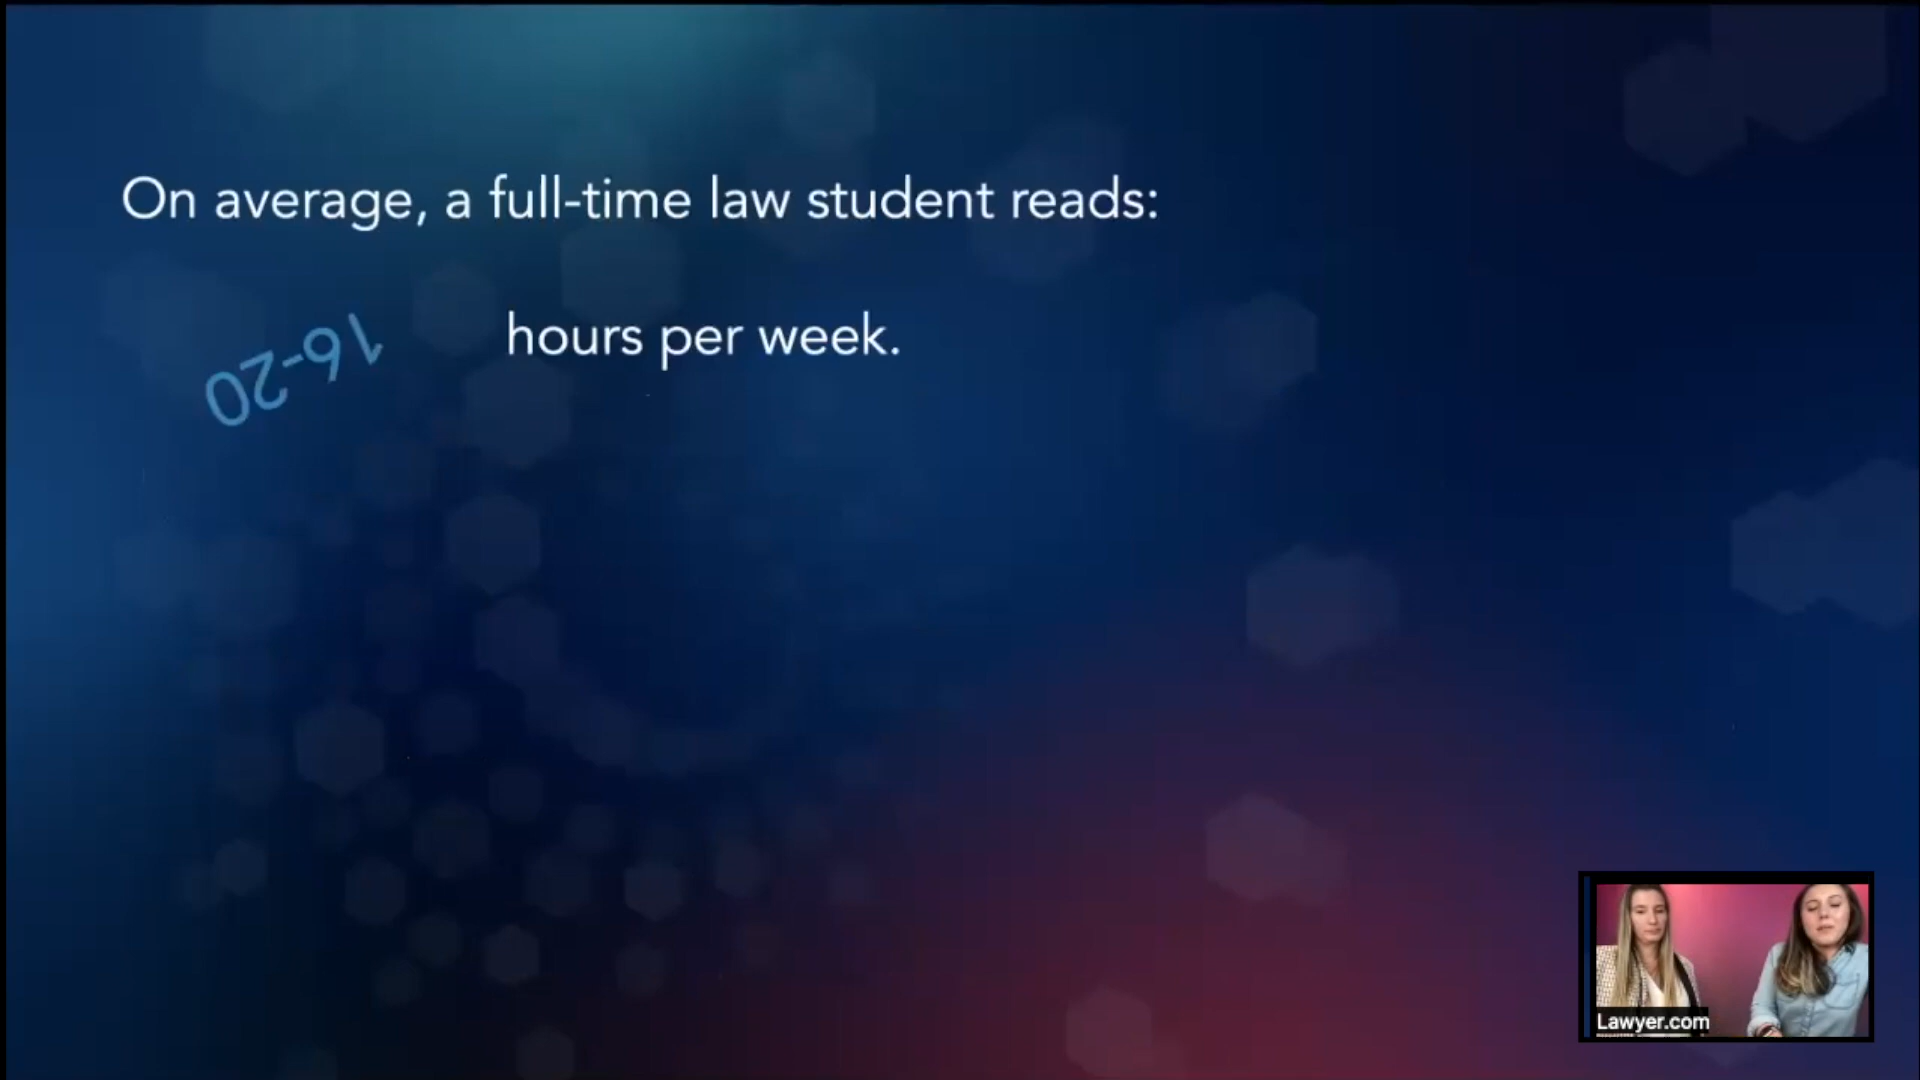 On average, a full-time law student reads:
16-20
hours per week.
Lawyer.com